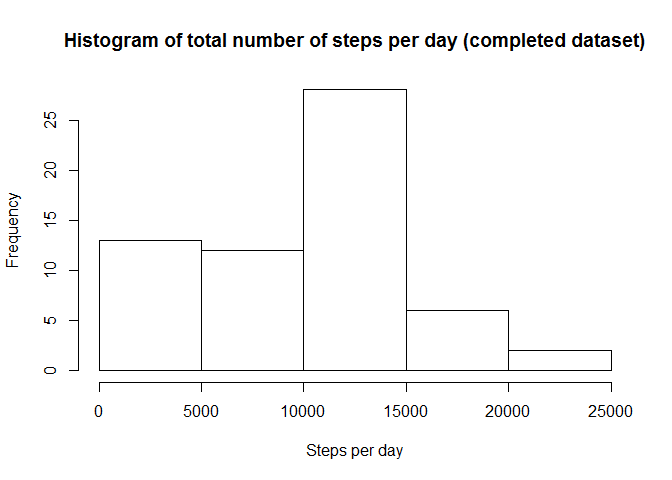 Histogram of total number of steps per day (completed dataset)
Frequency
25
20
15
10
5
0
0 5000 10000 15000 20000 25000
Steps per day